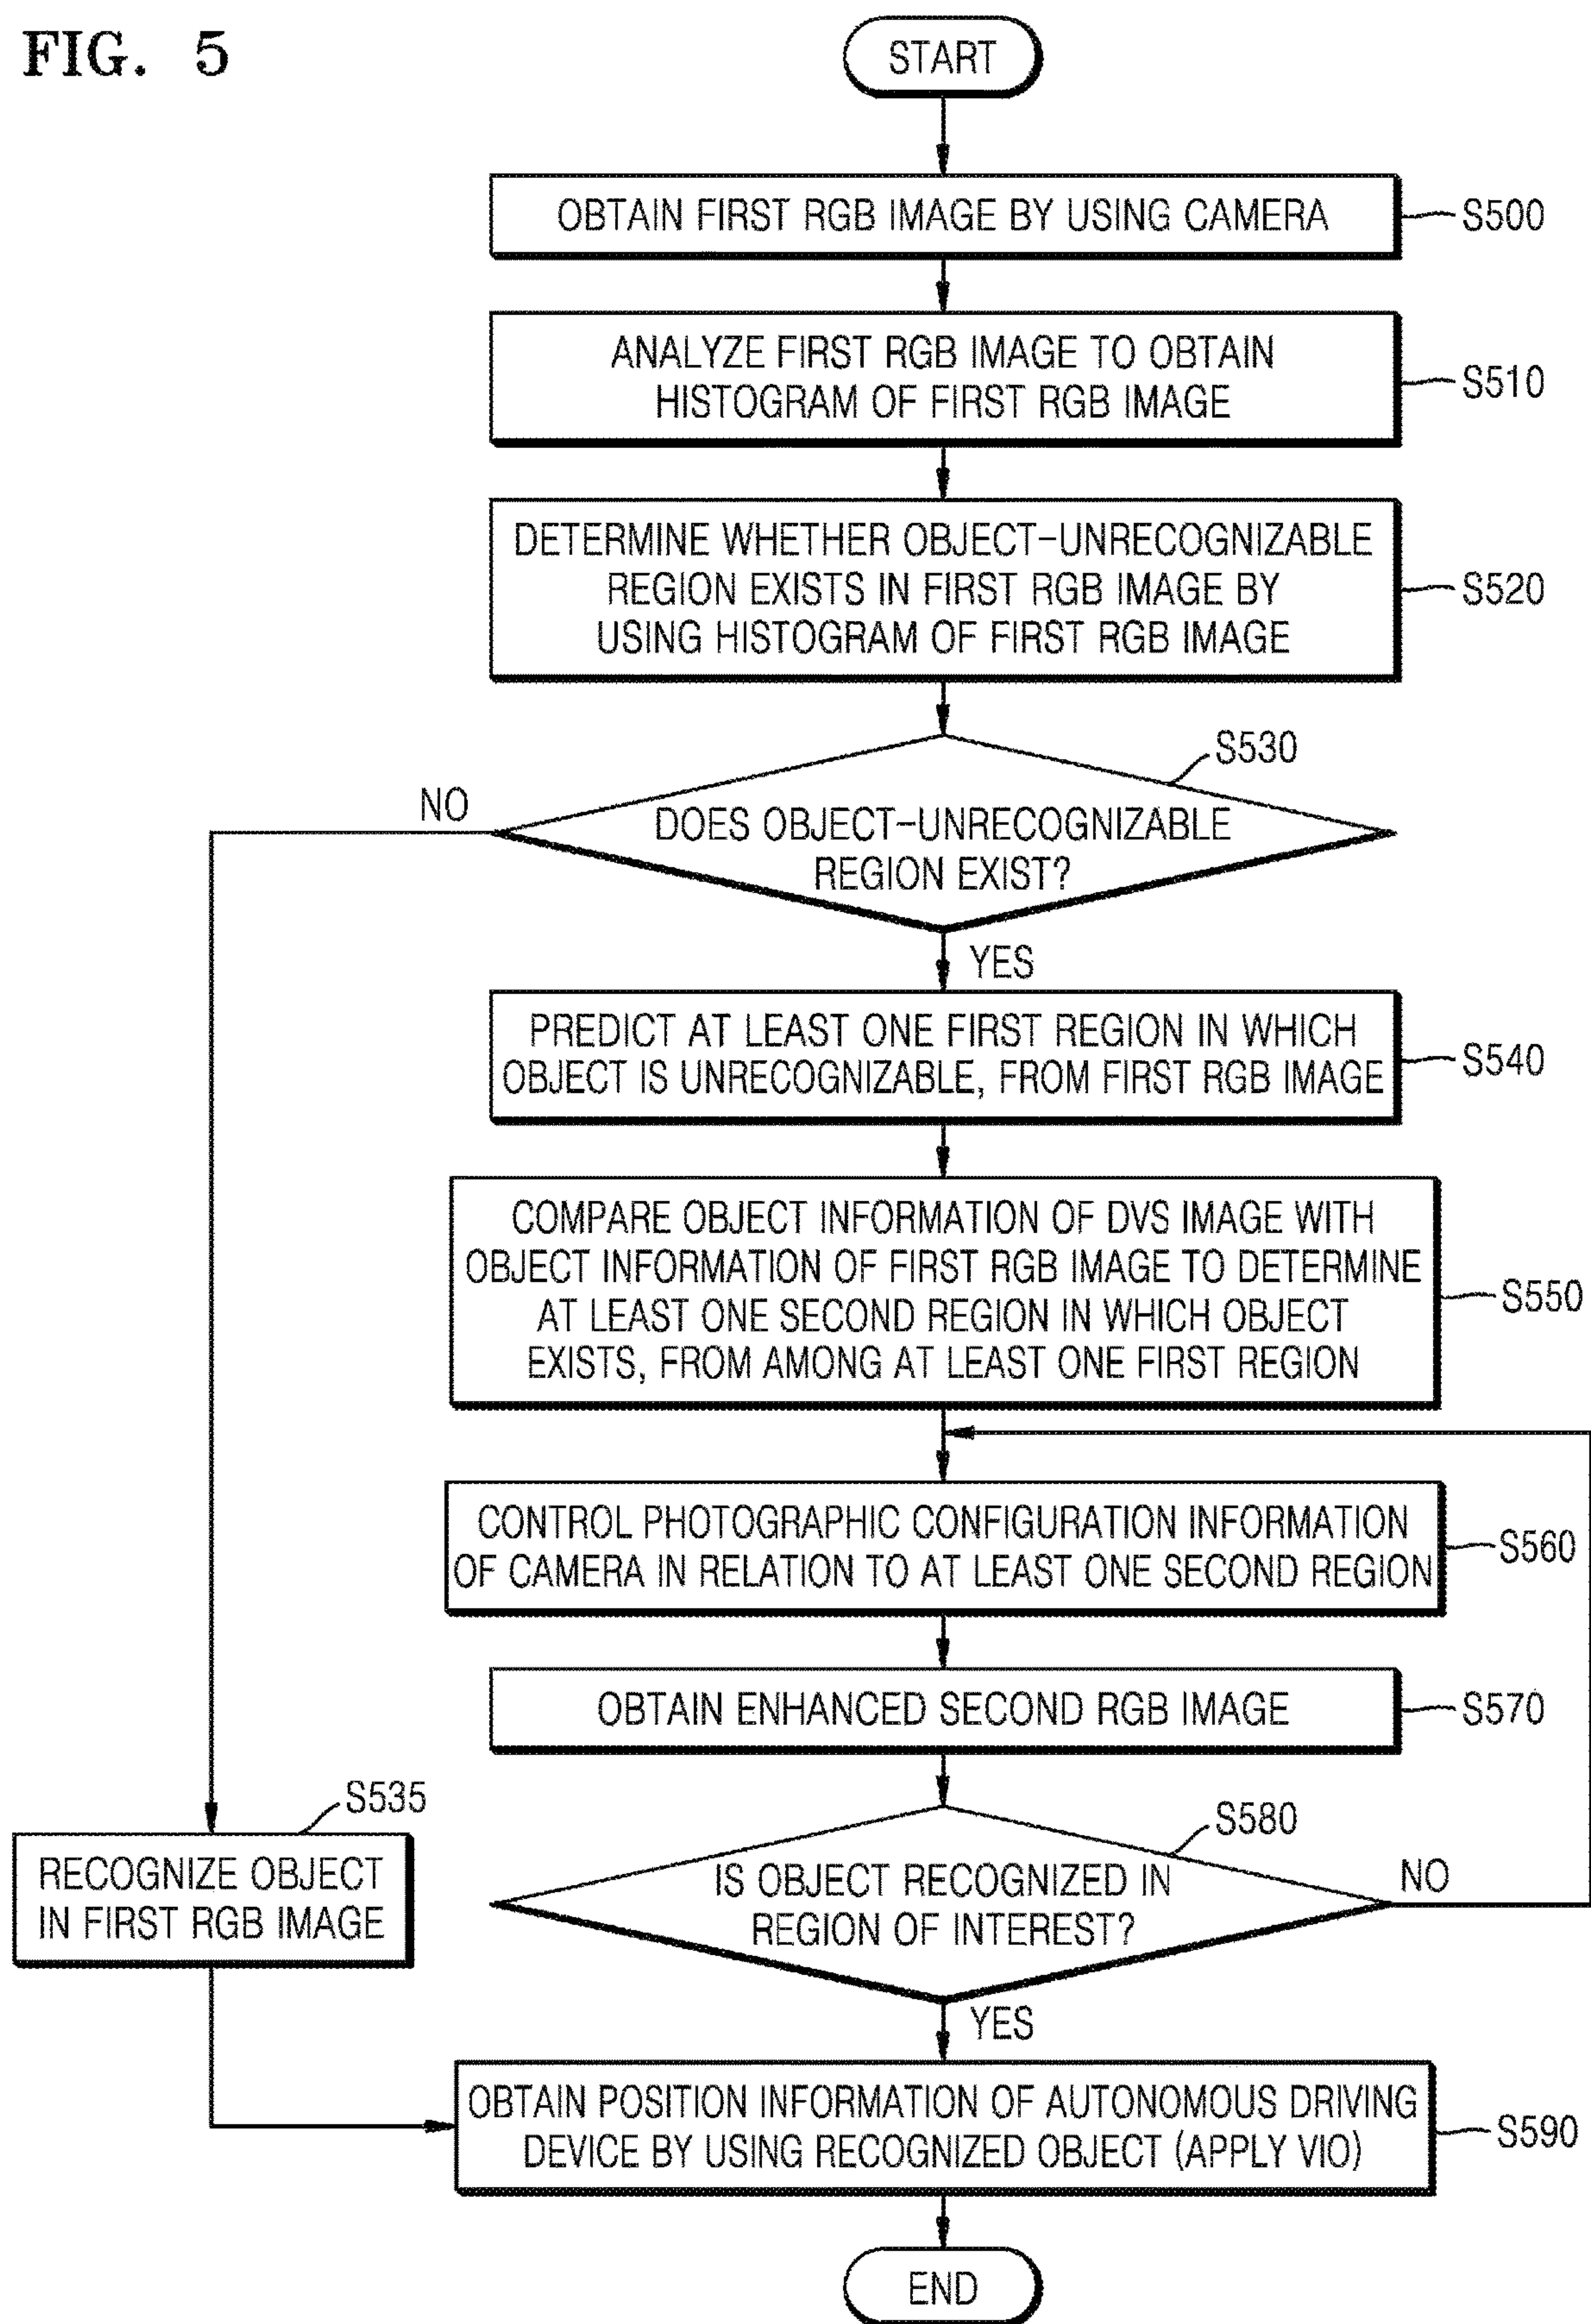 FIG. 5
START
OBTAIN FIRST RGB IMAGE BY USING CAMERA
S500
ANALYZE FIRST RGB IMAGE TO OBTAIN
HISTOGRAM OF FIRST RGB IMAGE
S510
DETERMINE WHETHER OBJECT-UNRECOGNIZABLE
REGION EXISTS IN FIRST RGB IMAGE BY
USING HISTOGRAM OF FIRST RGB IMAGE
S520
S530
NO
DOES OBJECT-UNRECOGNIZABLE
REGION EXIST?
YES
PREDICT AT LEAST ONE FIRST REGION IN WHICH
OBJECT IS UNRECOGNIZABLE, FROM FIRST RGB IMAGE
S540
COMPARE OBJECT INFORMATION OF DVS IMAGE WITH
OBJECT INFORMATION OF FIRST RGB IMAGE TO DETERMINE
AT LEAST ONE SECOND REGION IN WHICH OBJECT
EXISTS, FROM AMONG AT LEAST ONE FIRST REGION
S550
CONTROL PHOTOGRAPHIC CONFIGURATION INFORMATION
OF CAMERA IN RELATION TO AT LEAST ONE SECOND REGION
S560
OBTAIN ENHANCED SECOND RGB IMAGE
S570
S535
RECOGNIZE OBJECT
IN FIRST RGB IMAGE
S580
IS OBJECT RECOGNIZED IN
REGION OF INTEREST?
NO
YES
OBTAIN POSITION INFORMATION OF AUTONOMOUS DRIVING
DEVICE BY USING RECOGNIZED OBJECT (APPLY VIO)
S590
END